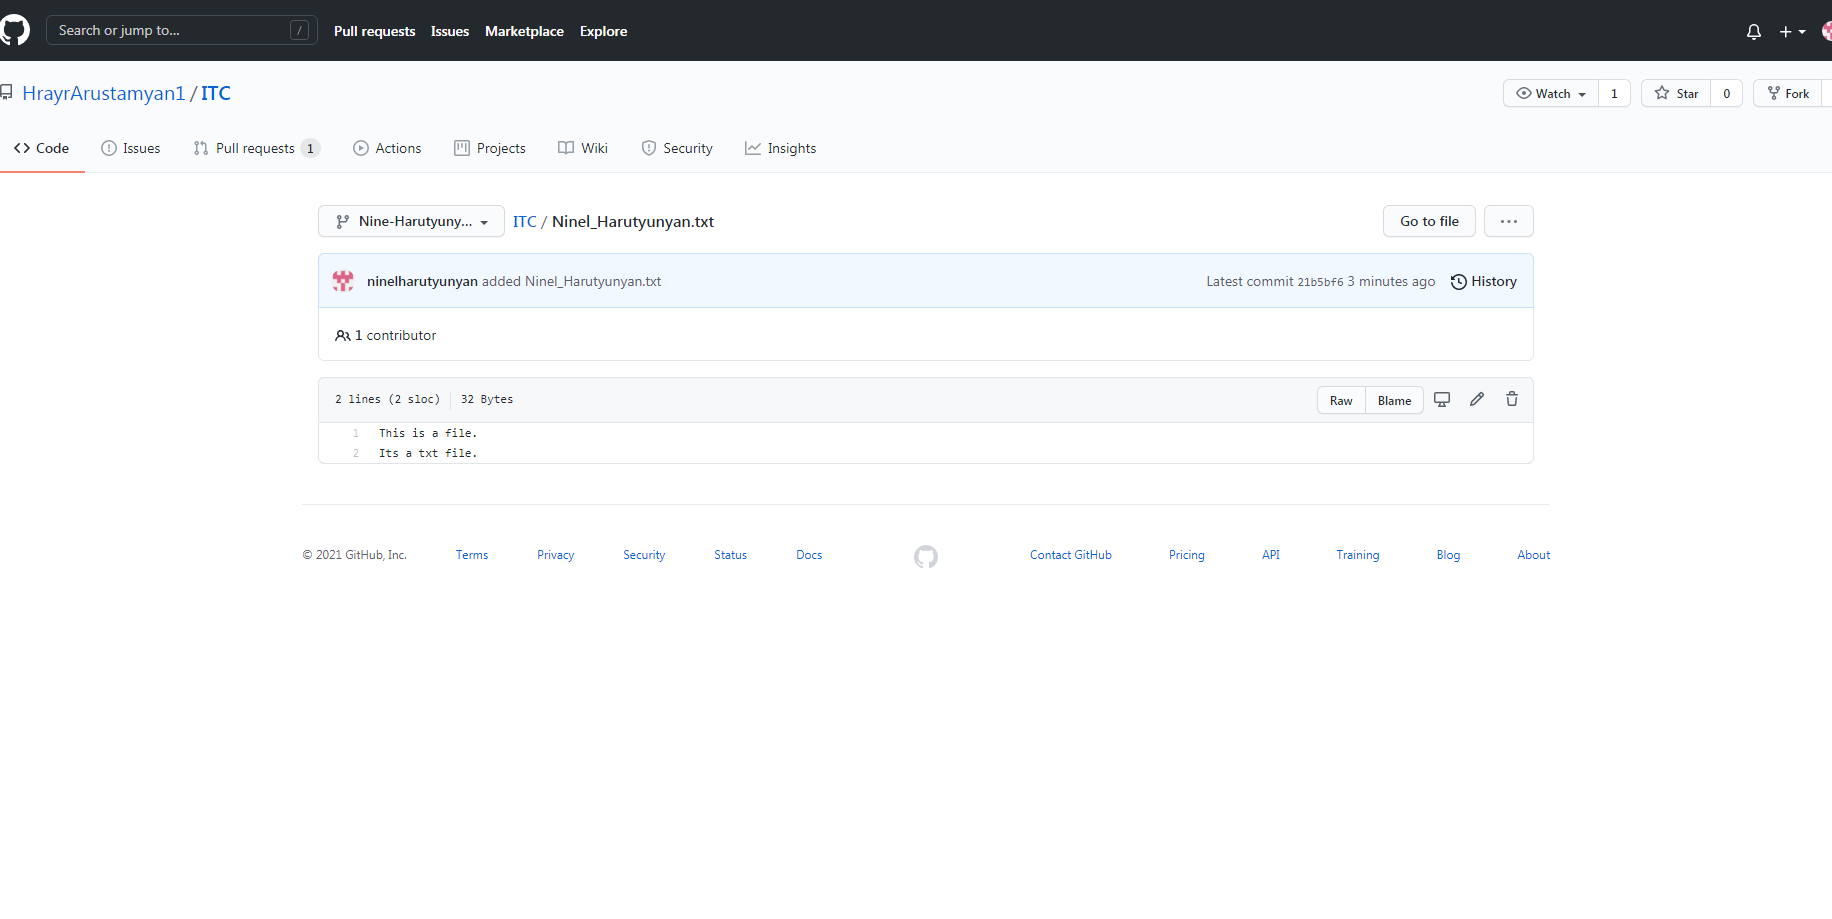 Search or jump to... /
Pull requests Issues Marketplace Explore
HrayrArustamyan1 / ITC
Watch 1 Star 0 Fork
Code Issues Pull requests 1 Actions Projects Wiki Security Insights
Nine-Harutyuny... ITC / Ninel_Harutyunyan.txt Go to file ...
ninelharutyunyan added Ninel_Harutyunyan.txt Latest commit 21b5bf6 3 minutes ago History
1 contributor
2 lines (2 sloc) 32 Bytes Raw Blame
1 This is a file.
2 Its a txt file.
© 2021 GitHub, Inc. Terms Privacy Security Status Docs Contact GitHub Pricing API Training Blog About